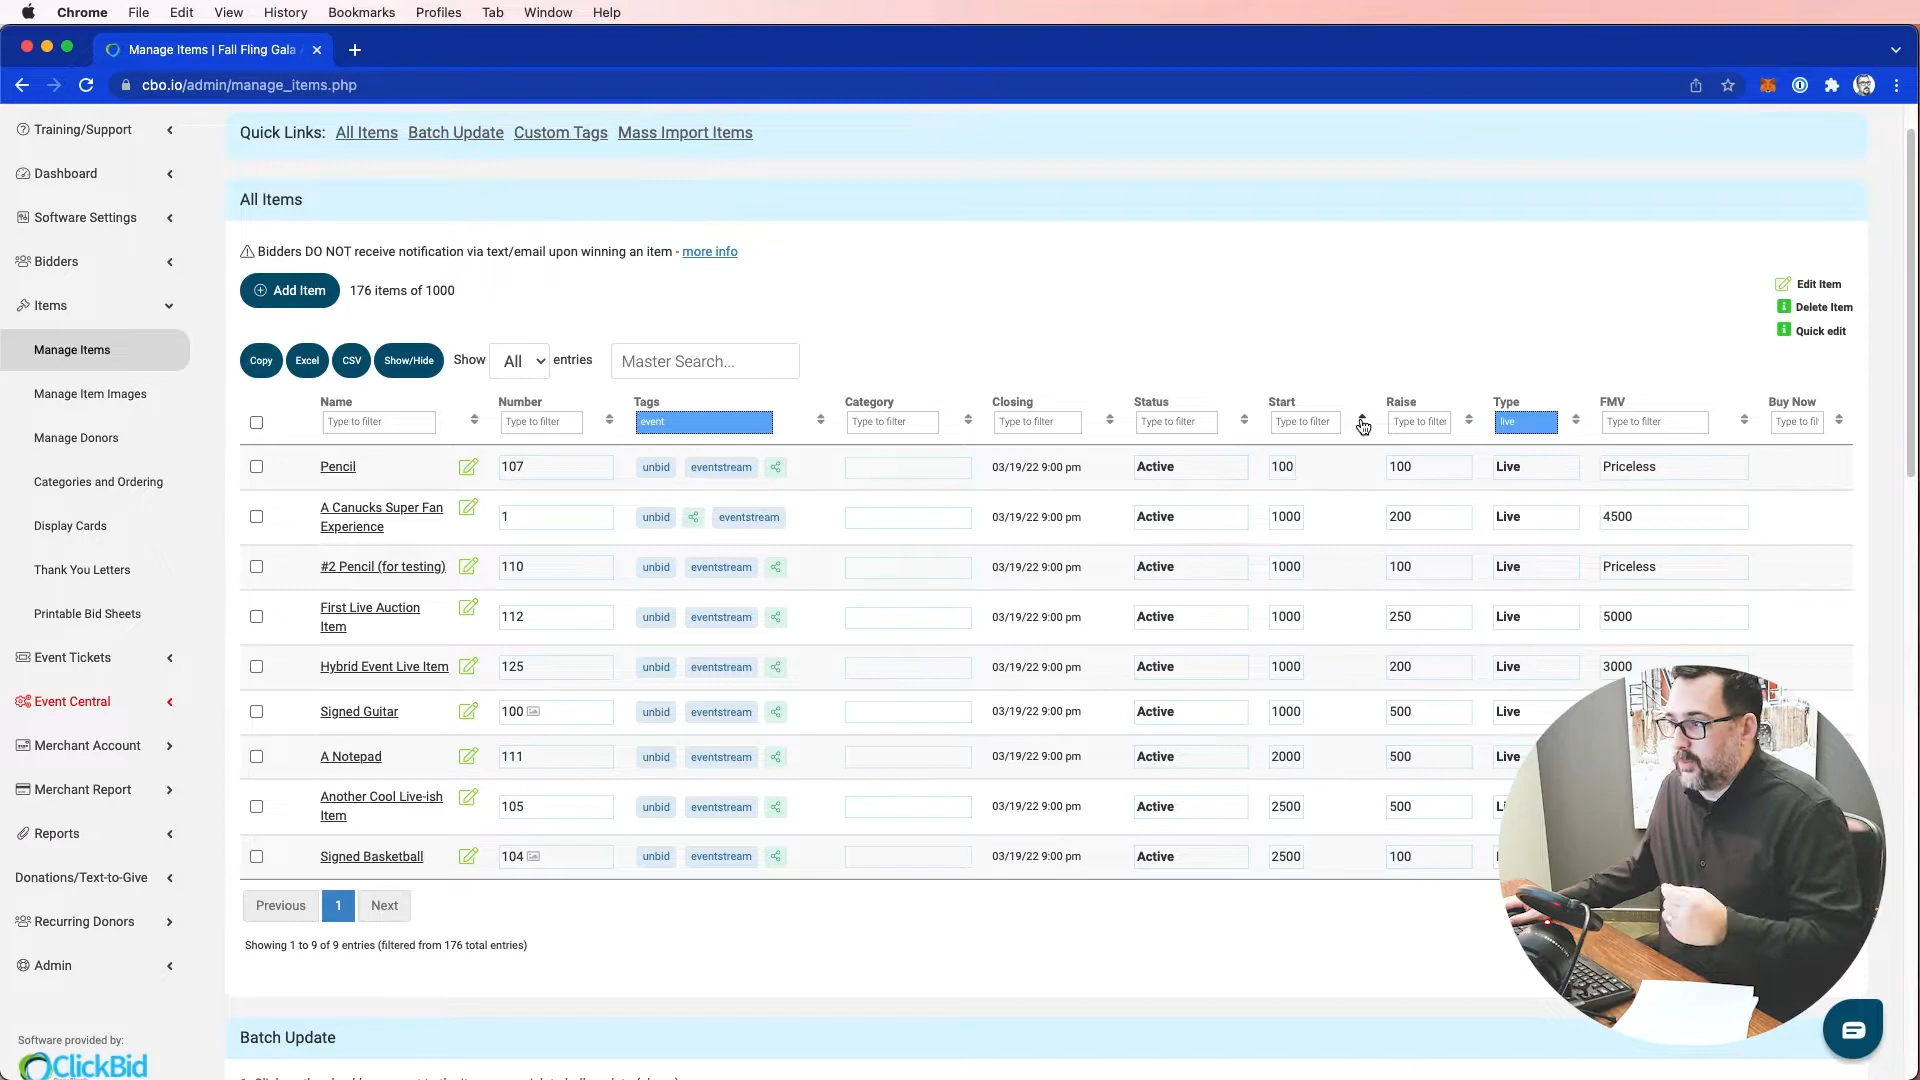 Chrome File Edit View History Bookmarks Profiles Tab Window Help
Manage Items | Fall Fling Gala
cbo.io/admin/manage_items.php
Training/Support
Dashboard
Software Settings
Bidders
Items
Manage Items
Manage Item Images
Manage Donors
Categories and Ordering
Display Cards
Thank You Letters
Printable Bid Sheets
Event Tickets
Event Central
Merchant Account
Merchant Report
Reports
Donations/Text-to-Give
Recurring Donors
Admin
Software provided by:
ClickBid
Quick Links: All Items Batch Update Custom Tags Mass Import Items
All Items
Bidders DO NOT receive notification via text/email upon winning an item - more info
Add Item 176 items of 1000
Edit Item
Delete Item
Quick edit
Copy Excel CSV Show/Hide Show All entries Master Search...
Name Number Tags Category Closing Status Start Raise Type FMV Buy Now
Type to filter Type to filter event Type to filter Type to filter Type to filter Type to filter Type to filter live Type to filter Type to fil
Pencil 107 unbid eventstream 03/19/22 9:00 pm Active 100 100 Live Priceless
A Canucks Super Fan Experience 1 unbid eventstream 03/19/22 9:00 pm Active 1000 200 Live 4500
#2 Pencil (for testing) 110 unbid eventstream 03/19/22 9:00 pm Active 1000 100 Live Priceless
First Live Auction Item 112 unbid eventstream 03/19/22 9:00 pm Active 1000 250 Live 5000
Hybrid Event Live Item 125 unbid eventstream 03/19/22 9:00 pm Active 1000 200 Live 3000
Signed Guitar 100 unbid eventstream 03/19/22 9:00 pm Active 1000 500 Live
A Notepad 111 unbid eventstream 03/19/22 9:00 pm Active 2000 500 Live
Another Cool Live-ish Item 105 unbid eventstream 03/19/22 9:00 pm Active 2500 500
Signed Basketball 104 unbid eventstream 03/19/22 9:00 pm Active 2500 100
Previous 1 Next
Showing 1 to 9 of 9 entries (filtered from 176 total entries)
Batch Update